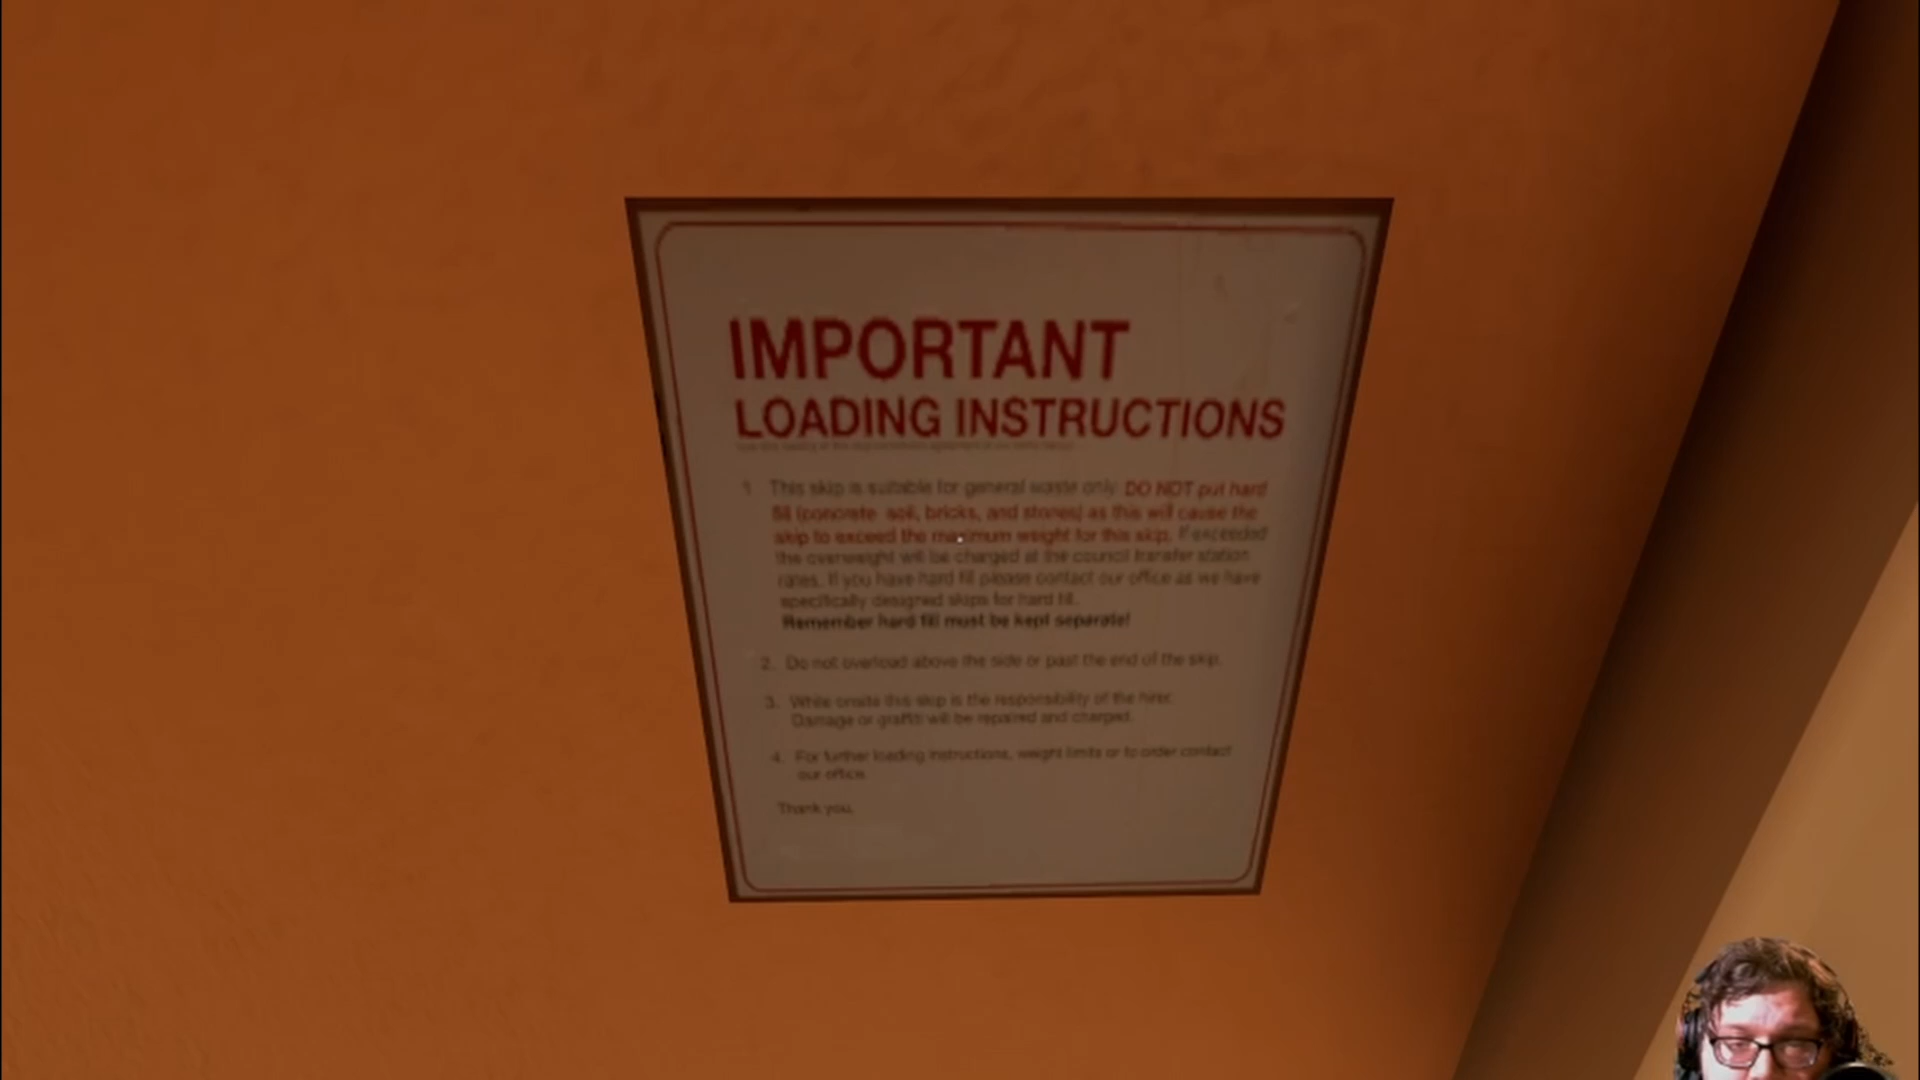 IMPORTANT
LOADING INSTRUCTIONS
1 This skip is suitable for general waste only. DO NOT put hard
fill (concrete soil, bricks, and stones) as this will cause the
skip to exceed the maximum weight for this skip. If exceeded
the overweight will be charged at the council transfer station
rates. If you have hard fill please contact our office as we have
specifically designed skips for hard fill.
Remember hard fill must be kept separate!
2. Do not overload above the side or past the end of the skip.
3. While onsite this skip is the responsibility of the hirer.
Damage or graffiti will be repaired and charged.
4. For further loading instructions, weight limits or to order contact
our office.
Thank you.